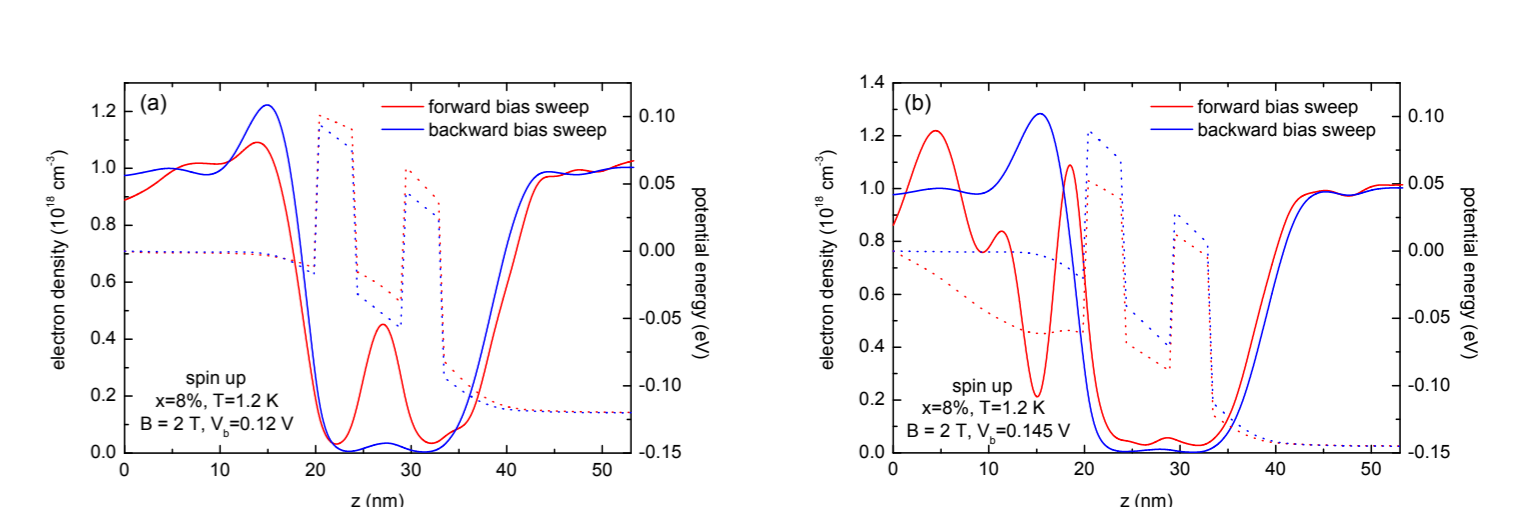 (a)
forward bias sweep
backward bias sweep
1.2
1.0
0.8
0.6
0.4
0.2
0.0
electron density (10^18 cm^-3)
0.10
0.05
0.00
-0.05
-0.10
-0.15
potential energy (eV)
spin up
x=8%, T=1.2 K
B = 2 T, V_b=0.12 V
0 10 20 30 40 50
z (nm)
(b)
forward bias sweep
backward bias sweep
1.4
1.2
1.0
0.8
0.6
0.4
0.2
0.0
electron density (10^18 cm^-3)
0.10
0.05
0.00
-0.05
-0.10
-0.15
potential energy (eV)
spin up
x=8%, T=1.2 K
B = 2 T, V_b=0.145 V
0 10 20 30 40 50
z (nm)